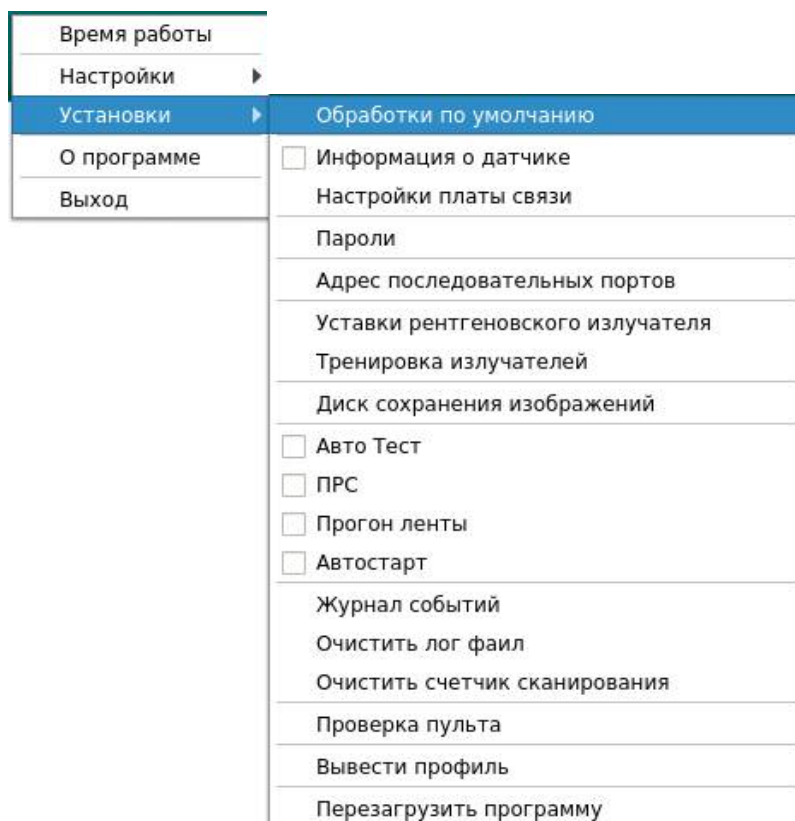 Время работы
Настройки
Установки
О программе
Выход
Обработки по умолчанию
Информация о датчике
Настройки платы связи
Пароли
Адрес последовательных портов
Уставки рентгеновского излучателя
Тренировка излучателей
Диск сохранения изображений
Авто Тест
ПРС
Прогон ленты
Автостарт
Журнал событий
Очистить лог фаил
Очистить счетчик сканирования
Проверка пульта
Вывести профиль
Перезагрузить программу